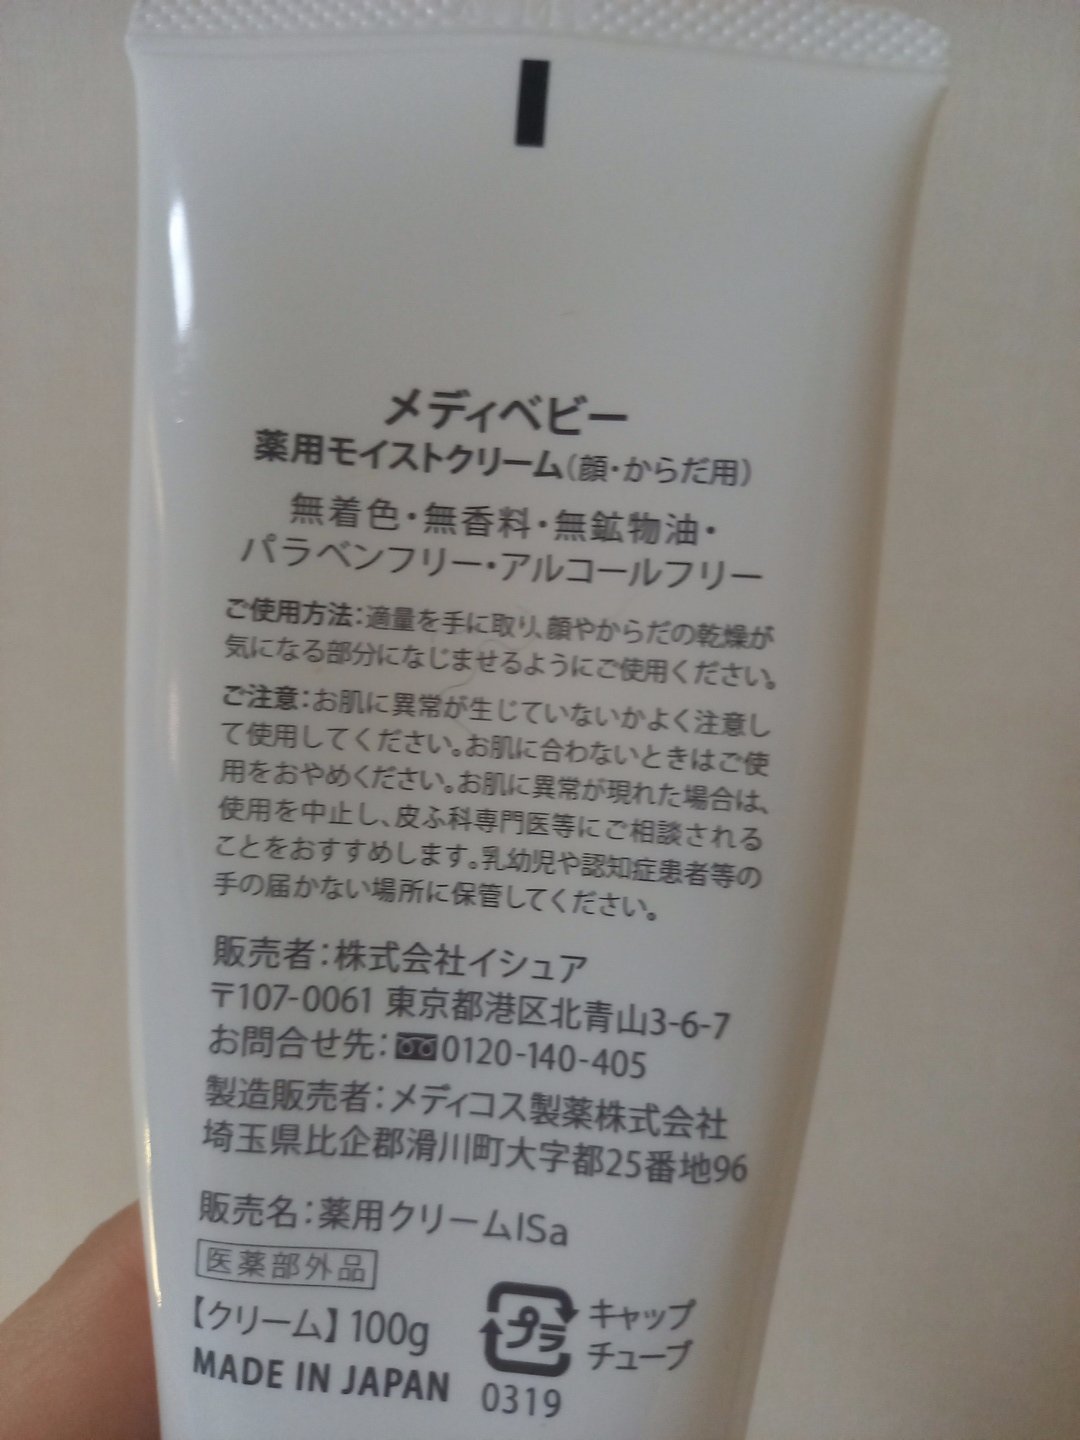 メディベビー
薬用モイストクリーム(顔・からだ用)
無着色・無香料・無鉱物油・
パラベンフリー・アルコールフリー
ご使用方法:適量を手に取り、顔やからだの乾燥が
気になる部分になじませるようにご使用ください。
ご注意:お肌に異常が生じていないかよく注意し
て使用してください。お肌に合わないときはご使
用をおやめください。お肌に異常が現れた場合は、
使用を中止し、皮ふ科専門医等にご相談される
ことをおすすめします。乳幼児や認知症患者等の
手の届かない場所に保管してください。
販売者:株式会社イシュア
〒107-0061 東京都港区北青山3-6-7
お問合せ先:0120-140-405
製造販売者:メディコス製薬株式会社
埼玉県比企郡滑川町大字都25番地96
販売名:薬用クリームISa
医薬部外品
【クリーム】100g
MADE IN JAPAN
プラ
キャップ
チューブ
0319